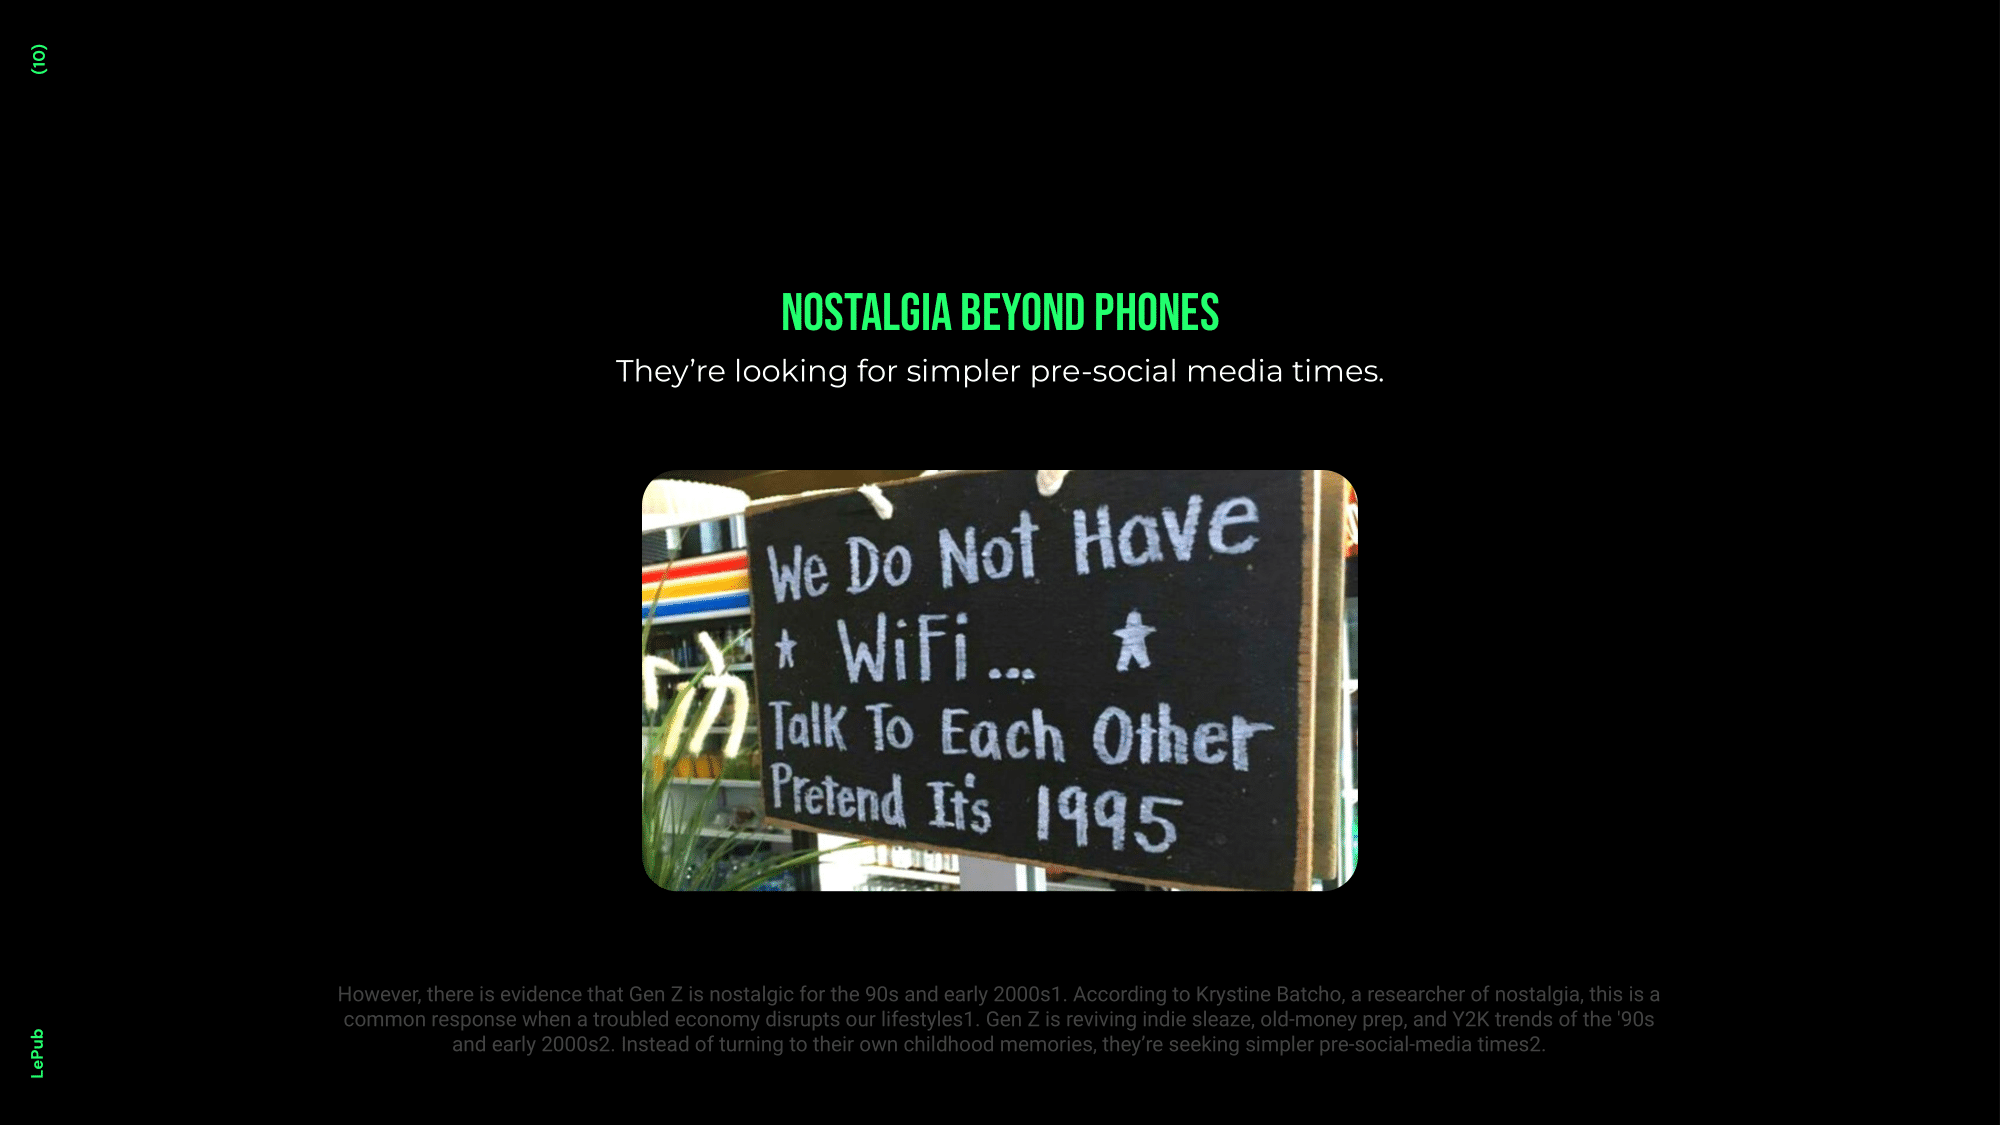 (10)
NOSTALGIA BEYOND PHONES
They’re looking for simpler pre-social media times.
We Do Not Have
WiFi...
Talk To Each Other
Pretend It's 1995
However, there is evidence that Gen Z is nostalgic for the 90s and early 2000s1. According to Krystine Batcho, a researcher of nostalgia, this is a
common response when a troubled economy disrupts our lifestyles1. Gen Z is reviving indie sleaze, old-money prep, and Y2K trends of the '90s
and early 2000s2. Instead of turning to their own childhood memories, they’re seeking simpler pre-social-media times2.
LePub